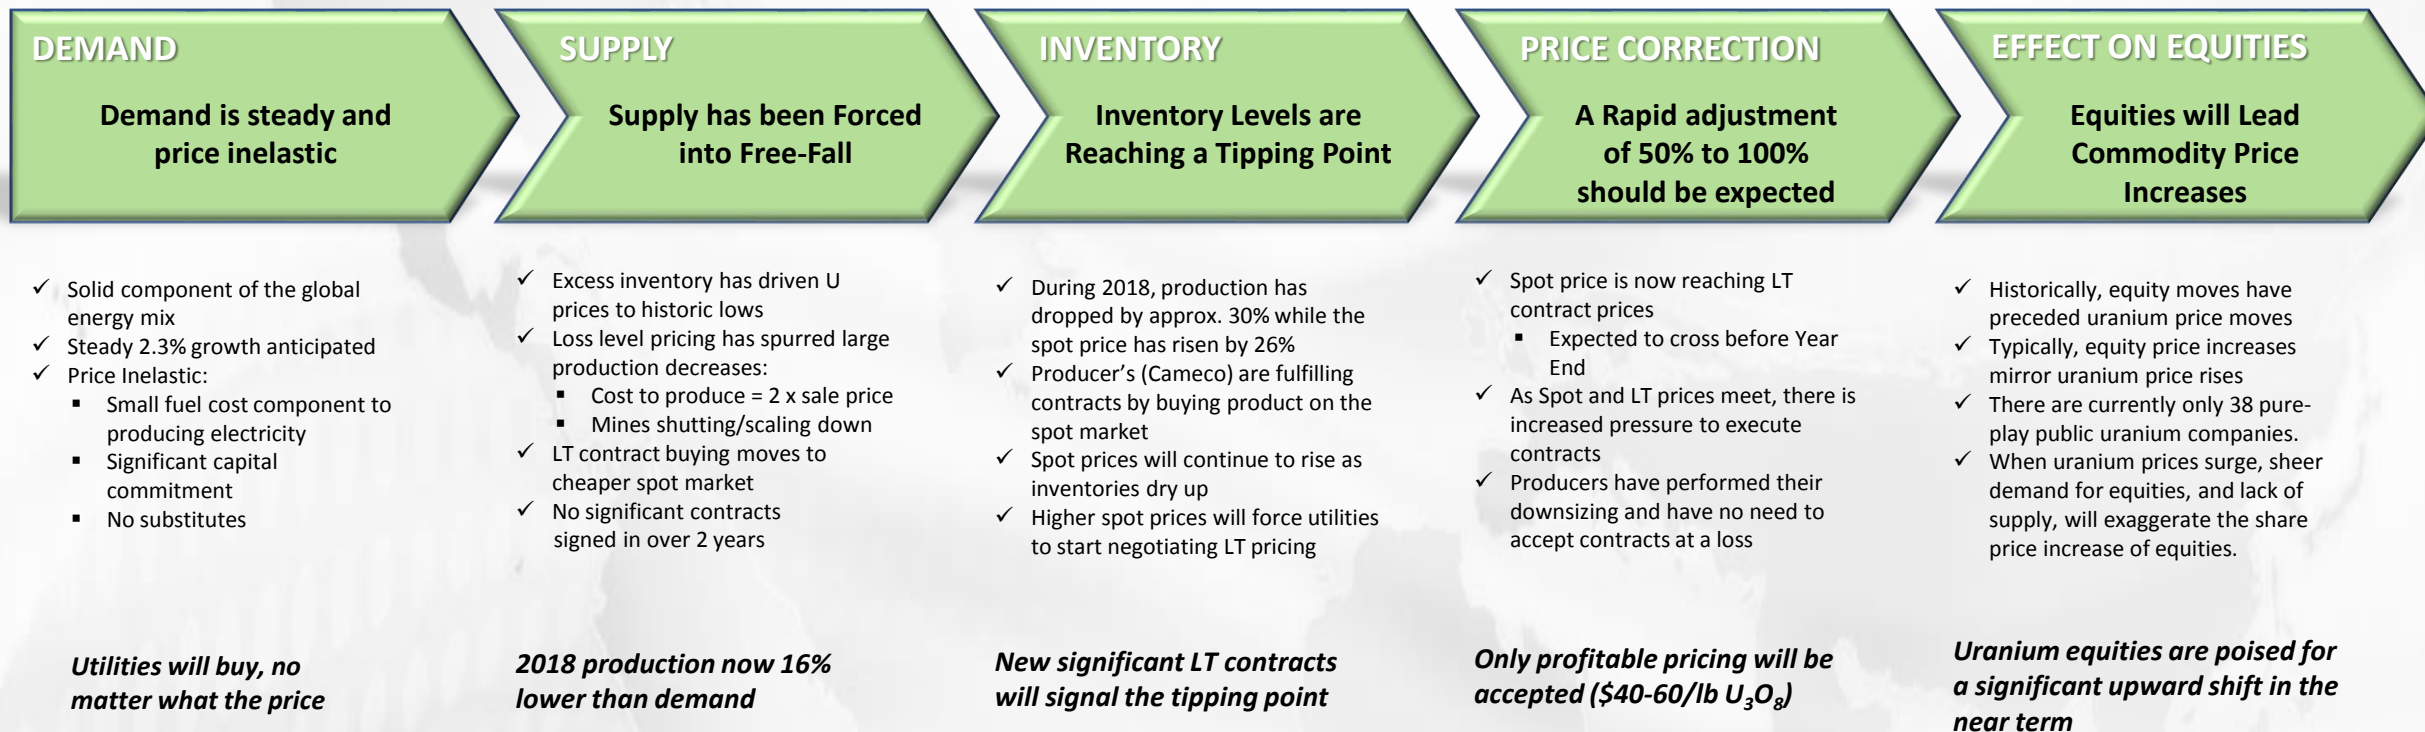 DEMAND
Demand is steady and
price inelastic
✓ Solid component of the global
energy mix
✓ Steady 2.3% growth anticipated
✓ Price Inelastic:
▪ Small fuel cost component to
producing electricity
▪ Significant capital
commitment
▪ No substitutes
Utilities will buy, no
matter what the price
SUPPLY
Supply has been Forced
into Free-Fall
✓ Excess inventory has driven U
prices to historic lows
✓ Loss level pricing has spurred large
production decreases:
▪ Cost to produce = 2 x sale price
▪ Mines shutting/scaling down
✓ LT contract buying moves to
cheaper spot market
✓ No significant contracts
signed in over 2 years
2018 production now 16%
lower than demand
INVENTORY
Inventory Levels are
Reaching a Tipping Point
✓ During 2018, production has
dropped by approx. 30% while the
spot price has risen by 26%
✓ Producer’s (Cameco) are fulfilling
contracts by buying product on the
spot market
✓ Spot prices will continue to rise as
inventories dry up
✓ Higher spot prices will force utilities
to start negotiating LT pricing
New significant LT contracts
will signal the tipping point
PRICE CORRECTION
A Rapid adjustment
of 50% to 100%
should be expected
✓ Spot price is now reaching LT
contract prices
▪ Expected to cross before Year
End
✓ As Spot and LT prices meet, there is
increased pressure to execute
contracts
✓ Producers have performed their
downsizing and have no need to
accept contracts at a loss
Only profitable pricing will be
accepted ($40-60/lb U₃O₈)
EFFECT ON EQUITIES
Equities will Lead
Commodity Price
Increases
✓ Historically, equity moves have
preceded uranium price moves
✓ Typically, equity price increases
mirror uranium price rises
✓ There are currently only 38 pure-
play public uranium companies.
✓ When uranium prices surge, sheer
demand for equities, and lack of
supply, will exaggerate the share
price increase of equities.
Uranium equities are poised for
a significant upward shift in the
near term